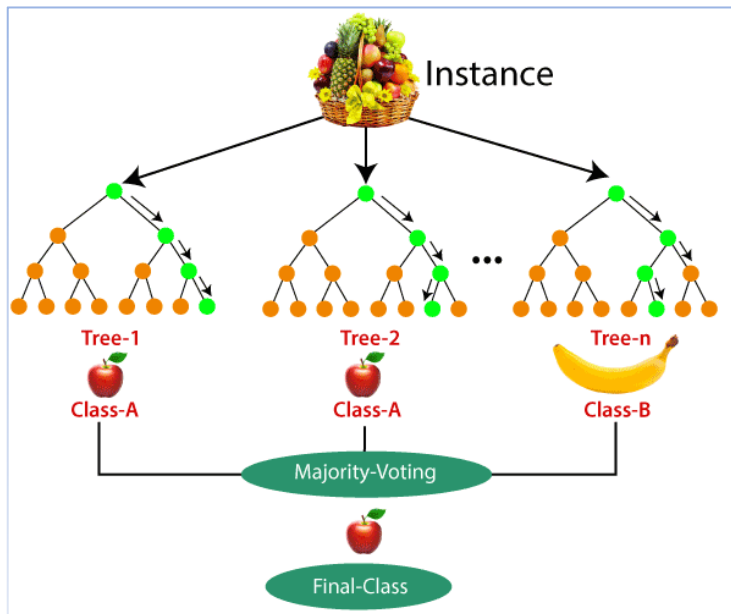 Instance
...
Tree-1 Tree-2 Tree-n
Class-A Class-A Class-B
Majority-Voting
Final-Class